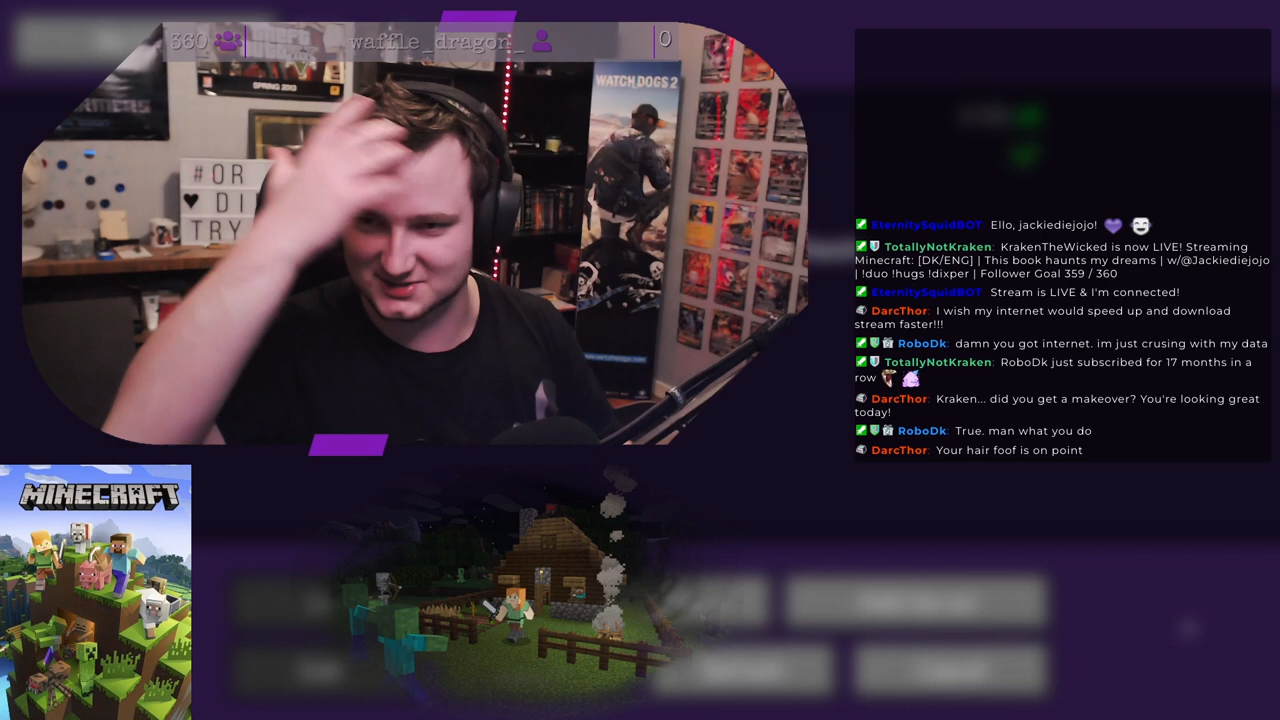 360 waffle_dragon_ 0
SPRING 2013
WATCH_DOGS 2
#OR
♥ DI
TRY
EternitySquidBOT: Ello, jackiediejojo!
TotallyNotKraken: KrakenTheWicked is now LIVE! Streaming
Minecraft: [DK/ENG] | This book haunts my dreams | w/@Jackiediejojo
| !duo !hugs !dixper | Follower Goal 359 / 360
EternitySquidBOT: Stream is LIVE & I'm connected!
DarcThor: I wish my internet would speed up and download
stream faster!!!
RoboDk: damn you got internet. im just crusing with my data
TotallyNotKraken: RoboDk just subscribed for 17 months in a
row
DarcThor: Kraken... did you get a makeover? You're looking great
today!
RoboDk: True. man what you do
DarcThor: Your hair foof is on point
MINECRAFT